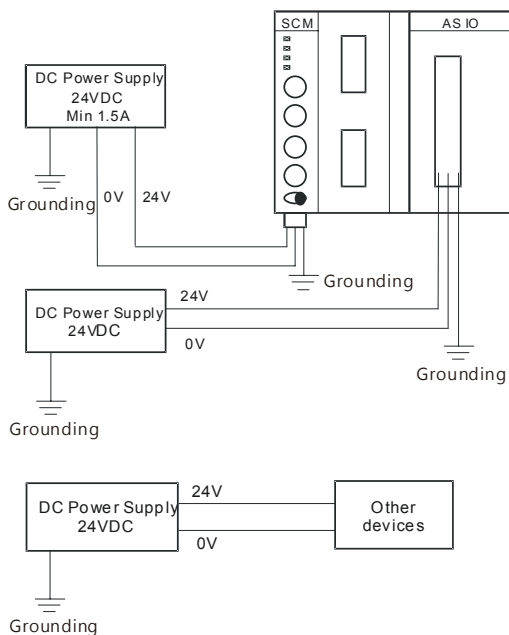 SCM
AS IO
DC Power Supply
24VDC
Min 1.5A
Grounding
0V
24V
Grounding
24V
DC Power Supply
24VDC
0V
Grounding
Grounding
24V
DC Power Supply
24VDC
Other
devices
0V
Grounding